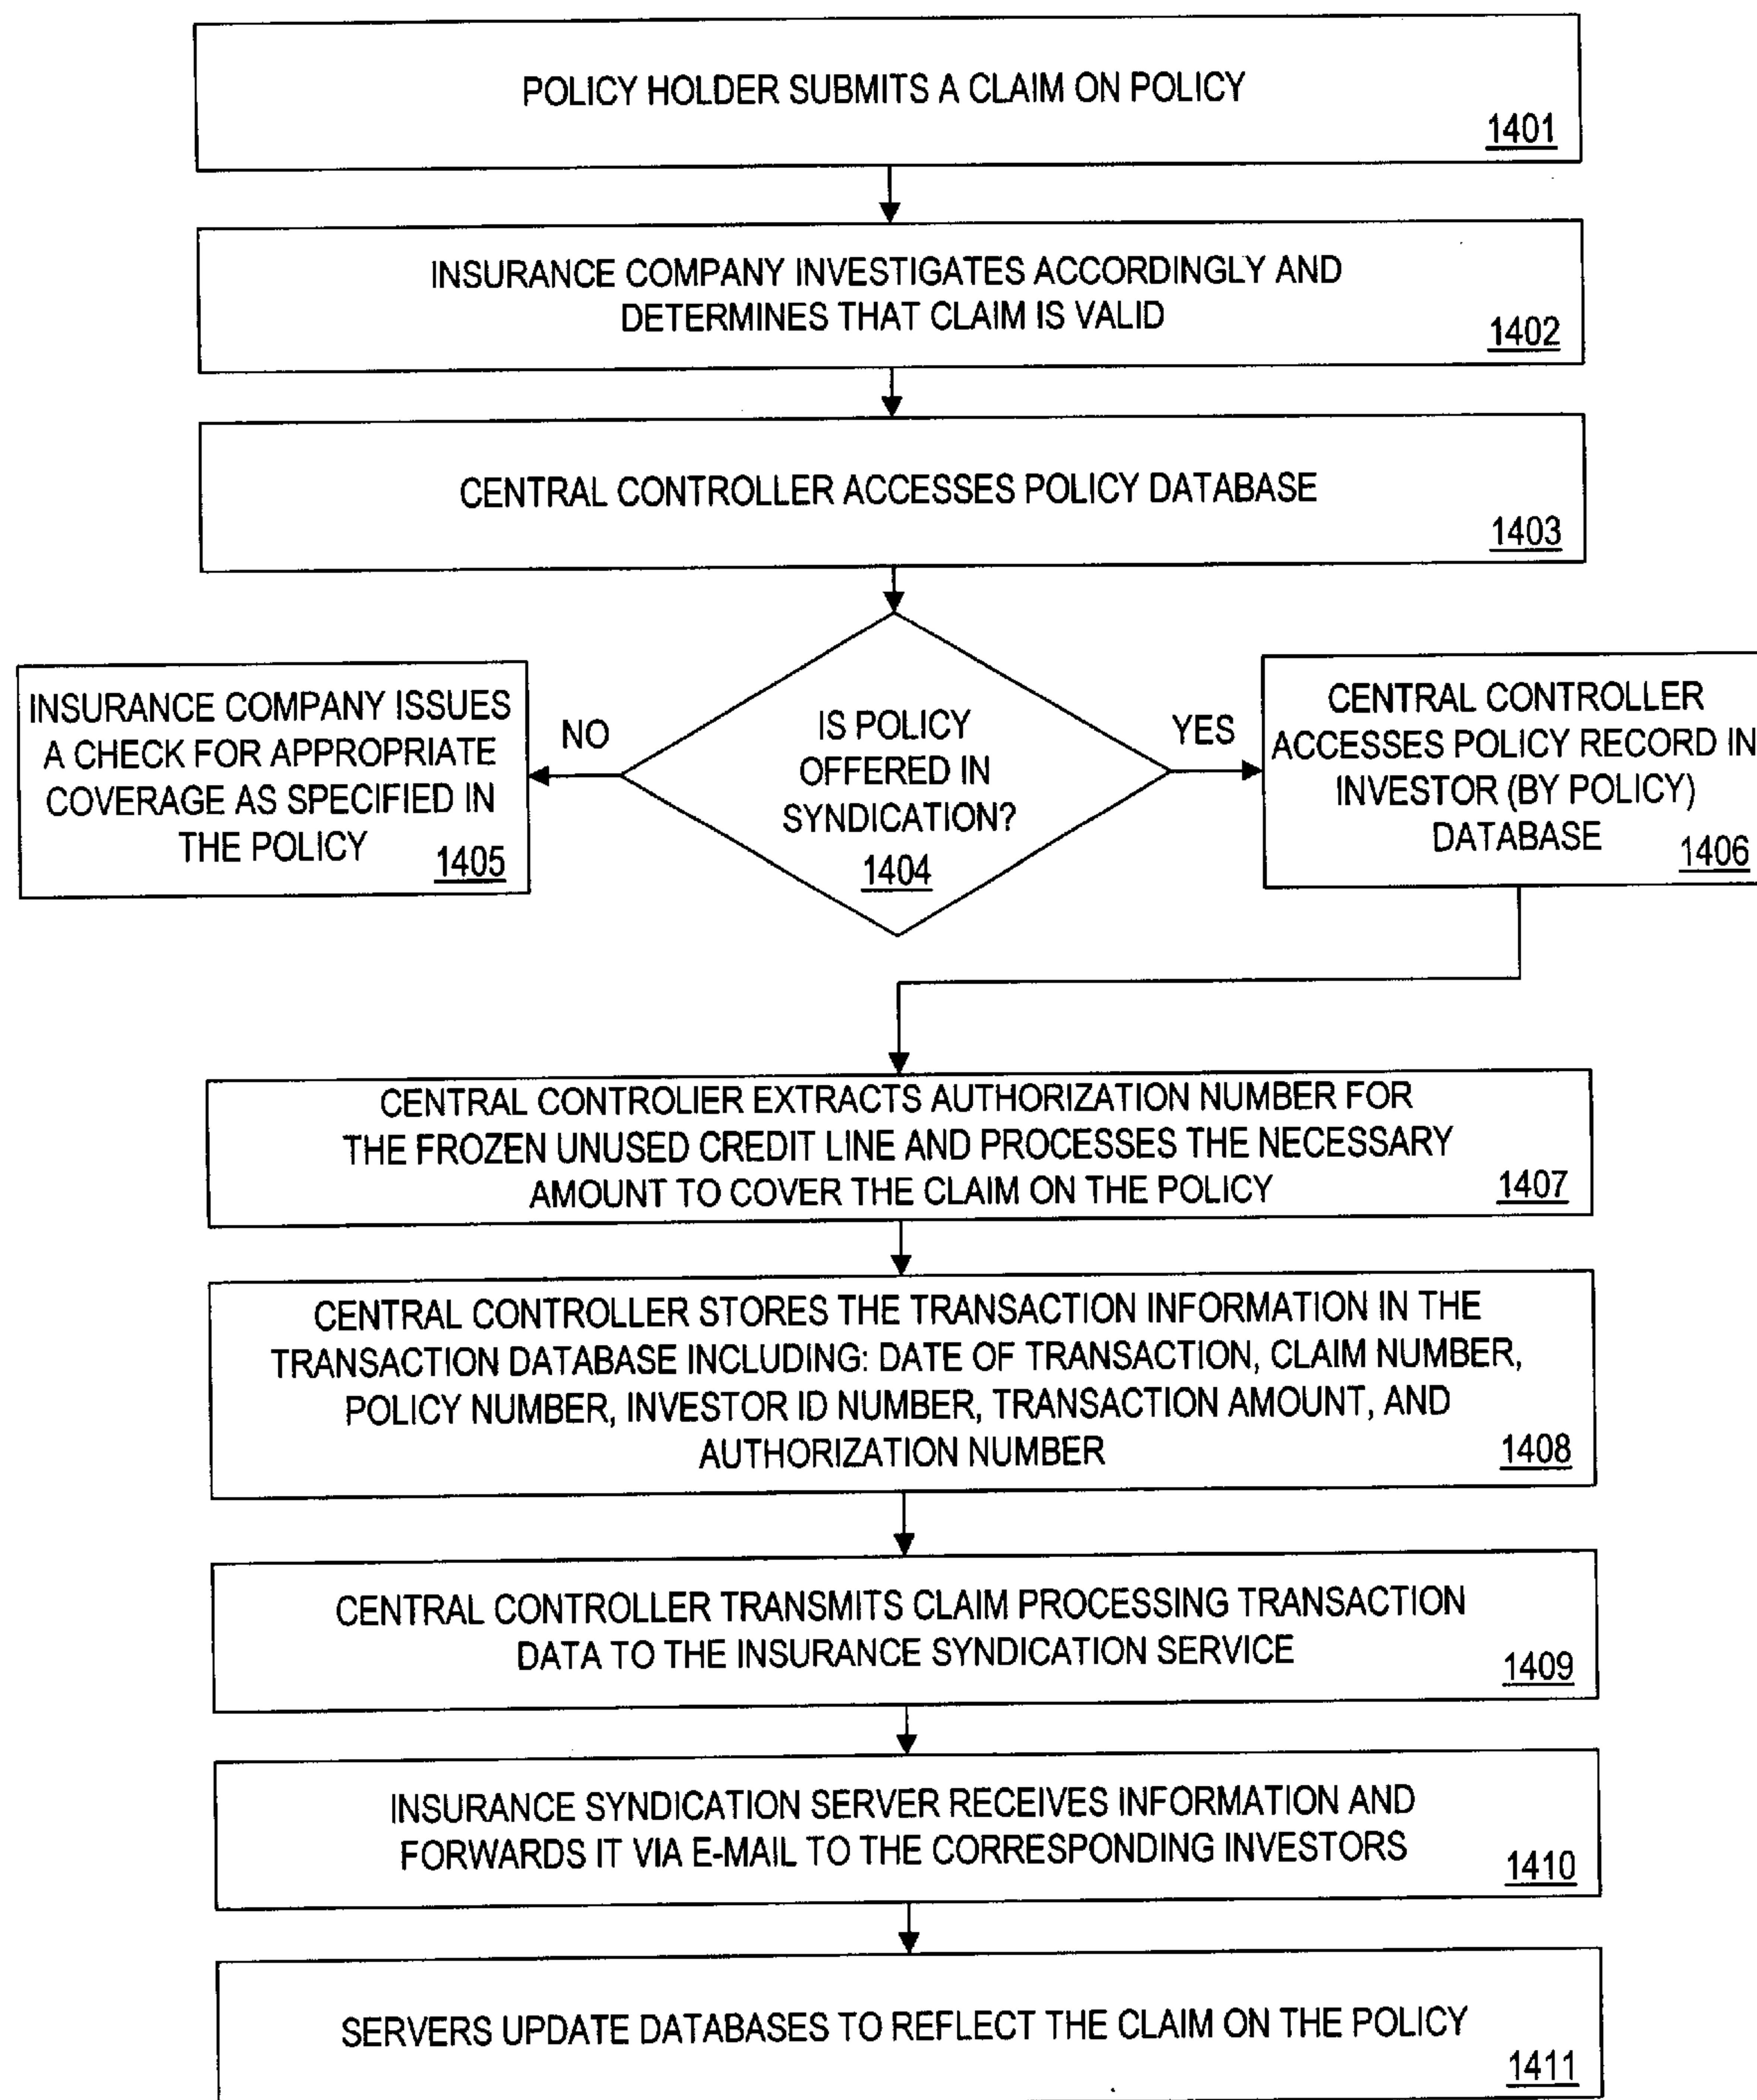 POLICY HOLDER SUBMITS A CLAIM ON POLICY
1401
INSURANCE COMPANY INVESTIGATES ACCORDINGLY AND
DETERMINES THAT CLAIM IS VALID
1402
CENTRAL CONTROLLER ACCESSES POLICY DATABASE
1403
IS POLICY
OFFERED IN
SYNDICATION?
1404
NO
INSURANCE COMPANY ISSUES
A CHECK FOR APPROPRIATE
COVERAGE AS SPECIFIED IN
THE POLICY
1405
YES
CENTRAL CONTROLLER
ACCESSES POLICY RECORD IN
INVESTOR (BY POLICY)
DATABASE
1406
CENTRAL CONTROLIER EXTRACTS AUTHORIZATION NUMBER FOR
THE FROZEN UNUSED CREDIT LINE AND PROCESSES THE NECESSARY
AMOUNT TO COVER THE CLAIM ON THE POLICY
1407
CENTRAL CONTROLLER STORES THE TRANSACTION INFORMATION IN THE
TRANSACTION DATABASE INCLUDING: DATE OF TRANSACTION, CLAIM NUMBER,
POLICY NUMBER, INVESTOR ID NUMBER, TRANSACTION AMOUNT, AND
AUTHORIZATION NUMBER
1408
CENTRAL CONTROLLER TRANSMITS CLAIM PROCESSING TRANSACTION
DATA TO THE INSURANCE SYNDICATION SERVICE
1409
INSURANCE SYNDICATION SERVER RECEIVES INFORMATION AND
FORWARDS IT VIA E-MAIL TO THE CORRESPONDING INVESTORS
1410
SERVERS UPDATE DATABASES TO REFLECT THE CLAIM ON THE POLICY
1411